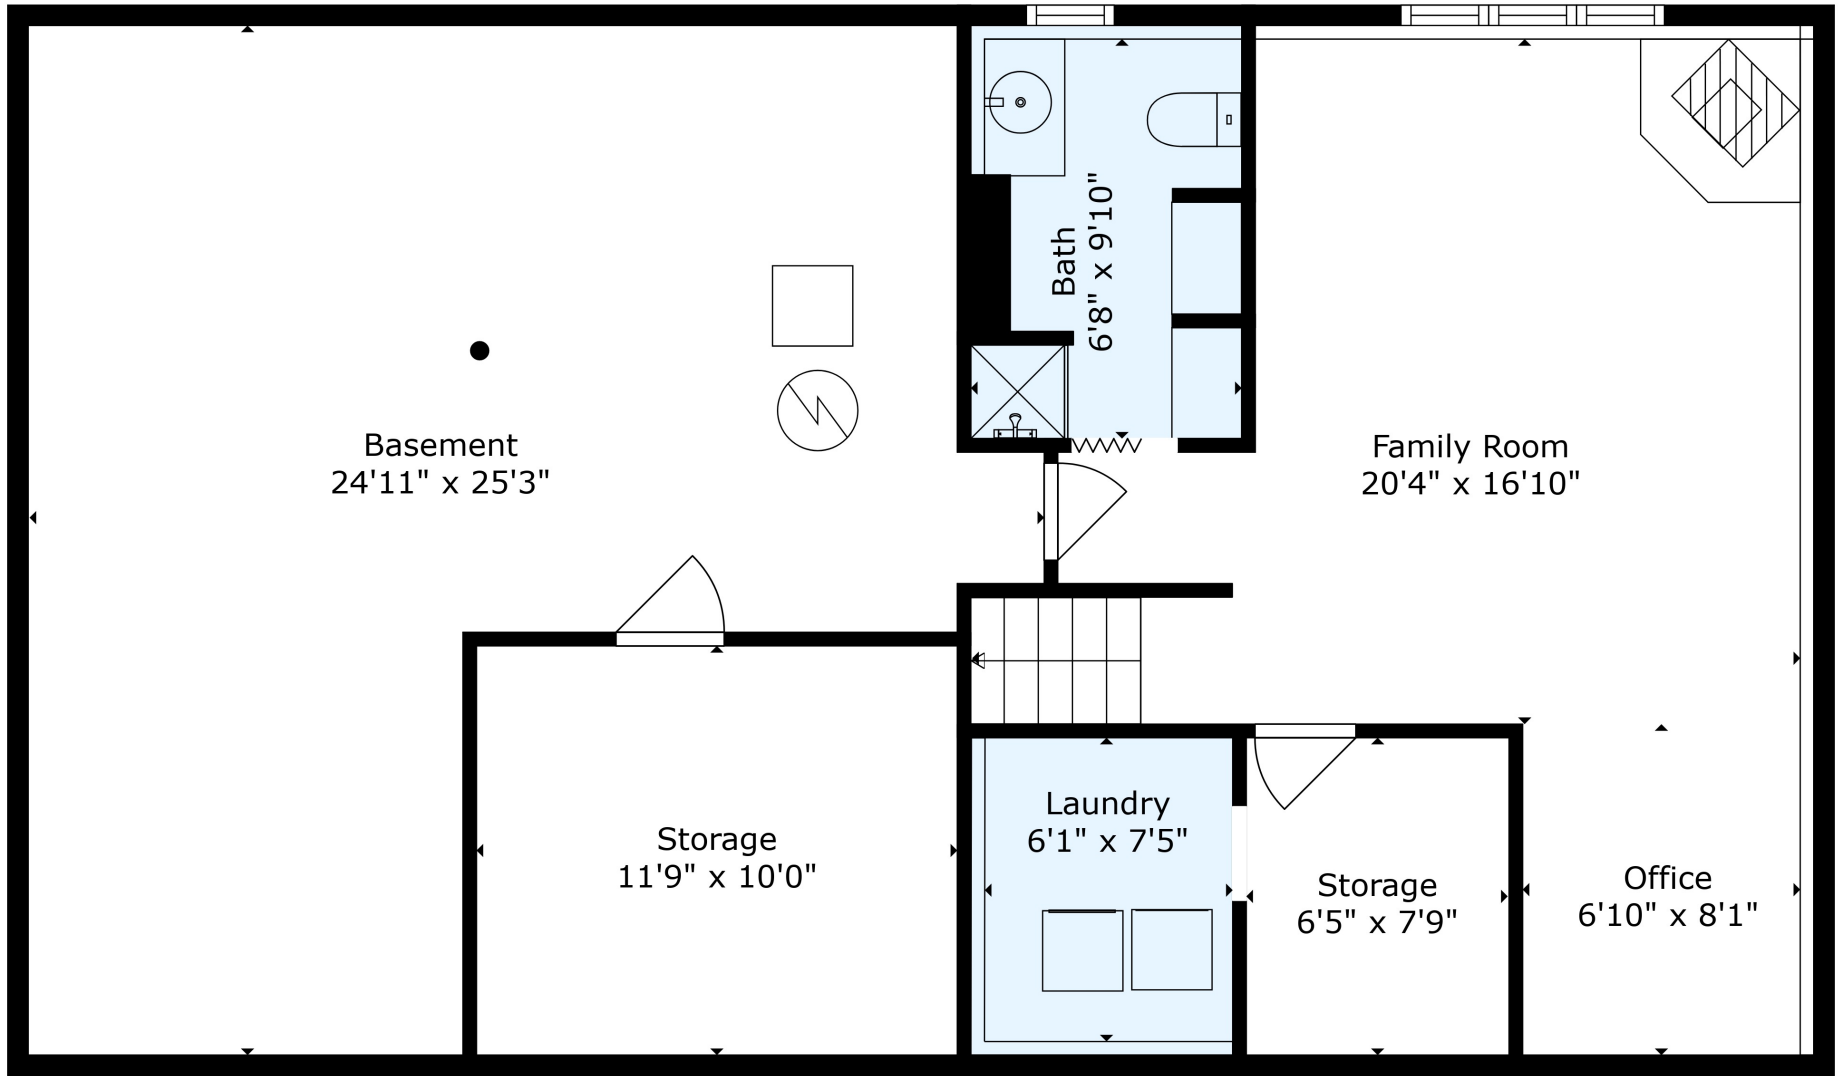 Bath
6'8" x 9'10"
Basement
24'11" x 25'3"
Family Room
20'4" x 16'10"
Storage
11'9" x 10'0"
Laundry
6'1" x 7'5"
Storage
6'5" x 7'9"
Office
6'10" x 8'1"